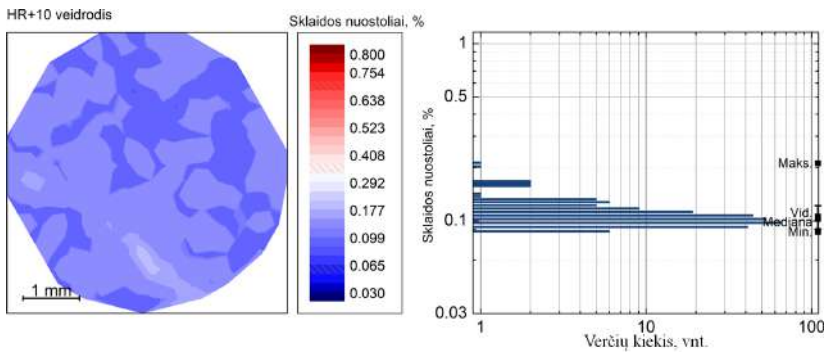 HR+10 veidrodis
Sklaidos nuostoliai, %
0.800
0.754
0.638
0.523
0.408
0.292
0.177
0.099
0.065
0.030
1 mm
Sklaidos nuostoliai, %
1
0.5
0.1
0.03
Maks.
Vid.
Mediana
Min.
1
10
100
Verčių kiekis, vnt.